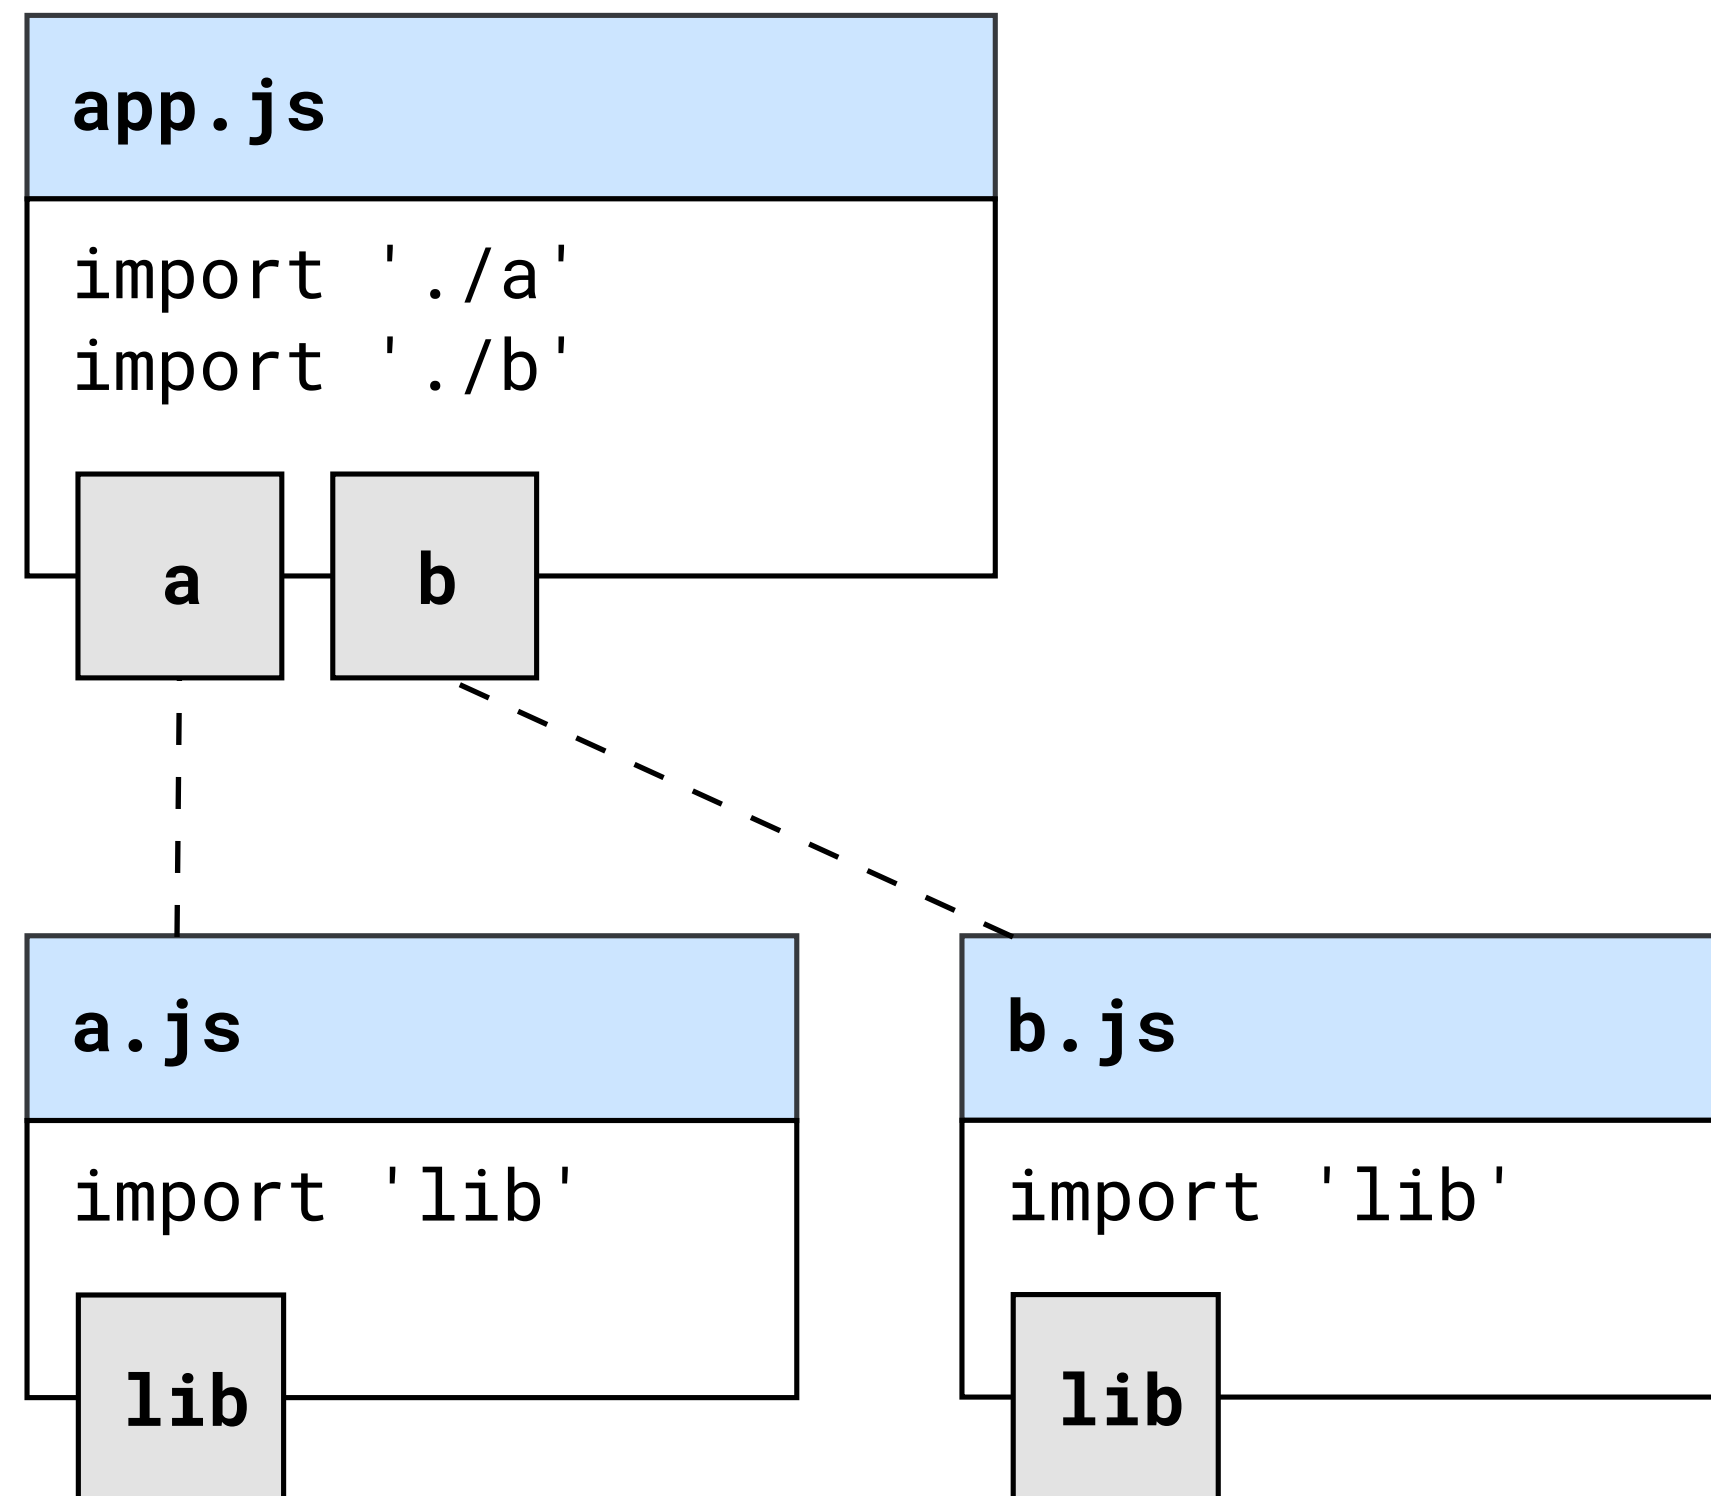 app.js
import './a'
import './b'
a
b
a.js
import 'lib'
lib
b.js
import 'lib'
lib